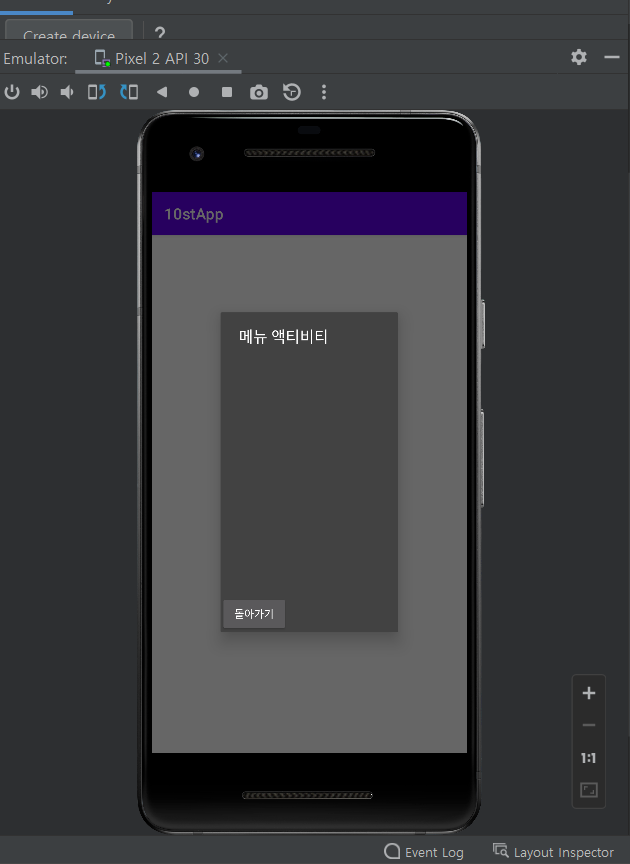 Create device
?
Emulator:
Pixel 2 API 30
10stApp
메뉴 액티비티
돌아가기
1:1
Event Log
Layout Inspector